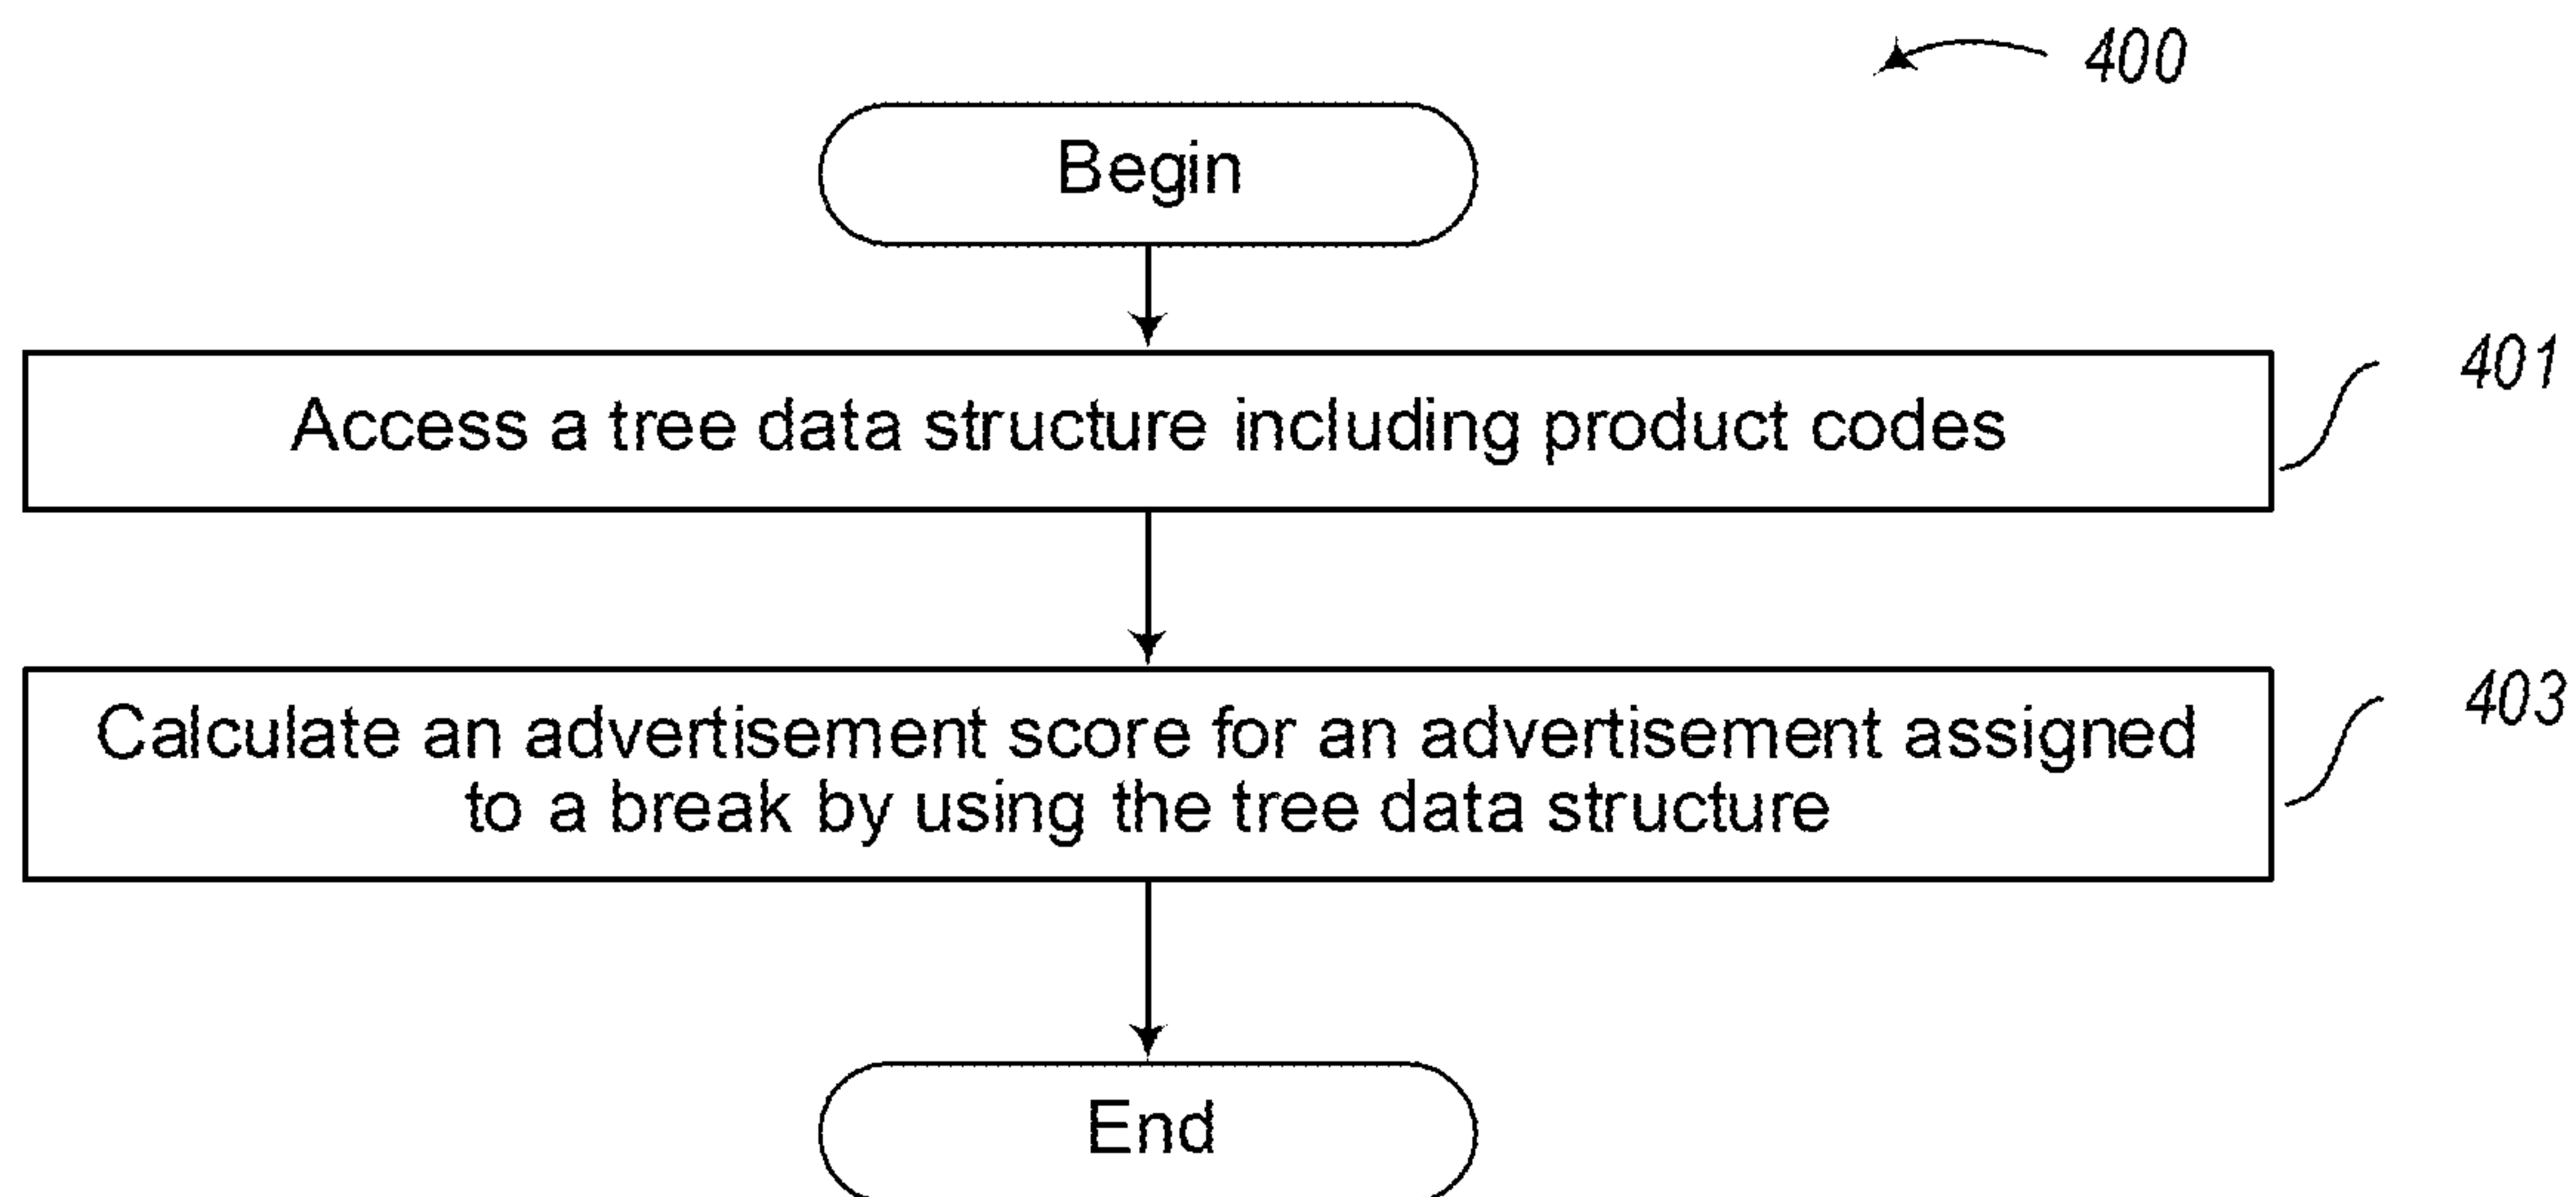 400
Begin
401
Access a tree data structure including product codes
403
Calculate an advertisement score for an advertisement assigned
to a break by using the tree data structure
End